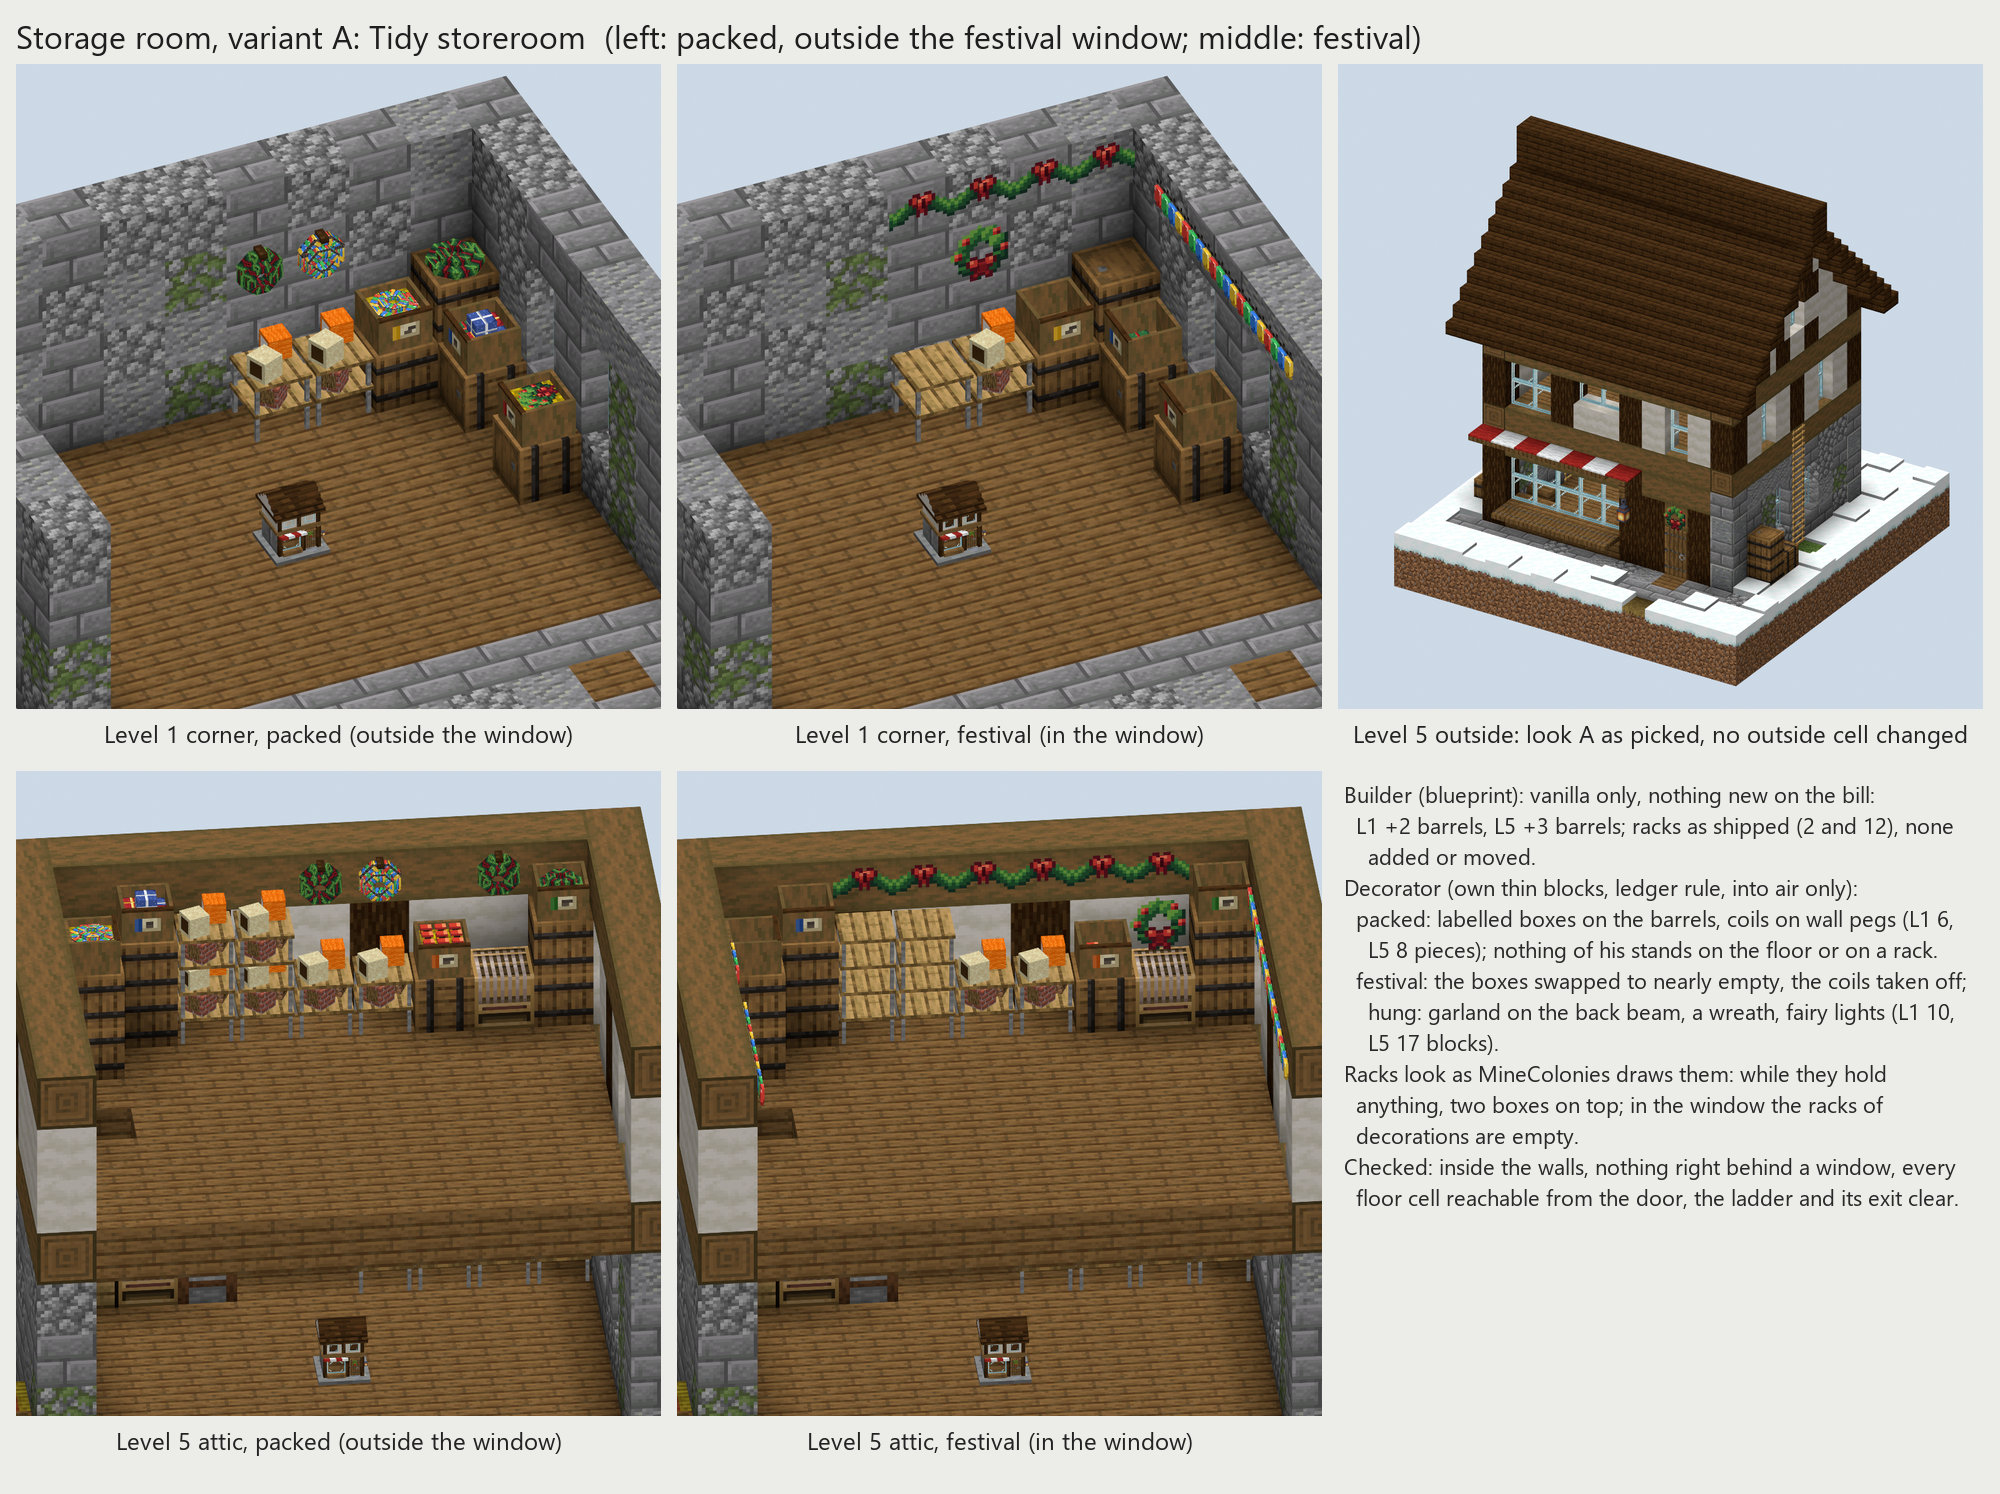 Storage room, variant A: Tidy storeroom  (left: packed, outside the festival window; middle: festival)
Level 1 corner, packed (outside the window)
Level 1 corner, festival (in the window)
Level 5 outside: look A as picked, no outside cell changed
Builder (blueprint): vanilla only, nothing new on the bill:
L1 +2 barrels, L5 +3 barrels; racks as shipped (2 and 12), none
added or moved.
Decorator (own thin blocks, ledger rule, into air only):
packed: labelled boxes on the barrels, coils on wall pegs (L1 6,
L5 8 pieces); nothing of his stands on the floor or on a rack.
festival: the boxes swapped to nearly empty, the coils taken off;
hung: garland on the back beam, a wreath, fairy lights (L1 10,
L5 17 blocks).
Racks look as MineColonies draws them: while they hold
anything, two boxes on top; in the window the racks of
decorations are empty.
Checked: inside the walls, nothing right behind a window, every
floor cell reachable from the door, the ladder and its exit clear.
Level 5 attic, packed (outside the window)
Level 5 attic, festival (in the window)